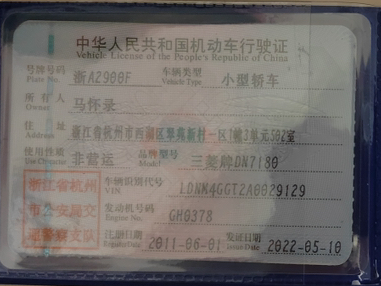 中华人民共和国机动车行驶证
Vehicle License of the People's Republic of China
号牌号码 浙A2900F 车辆类型 小型轿车
Plate No. Vehicle Type
所有人 马怀录
Owner
住址 浙江省杭州市西湖区翠苑新村一区1幢3单元502室
Address
使用性质 非营运 品牌型号 三菱牌DN7180
Use Character Model
浙江省杭州 车辆识别代号 LDNK4GGT2A0029129
VIN
市公安局交 发动机号码 GH0378
Engine No.
通警察支队 注册日期 2011-06-01 发证日期 2022-05-10
Register Date Issue Date